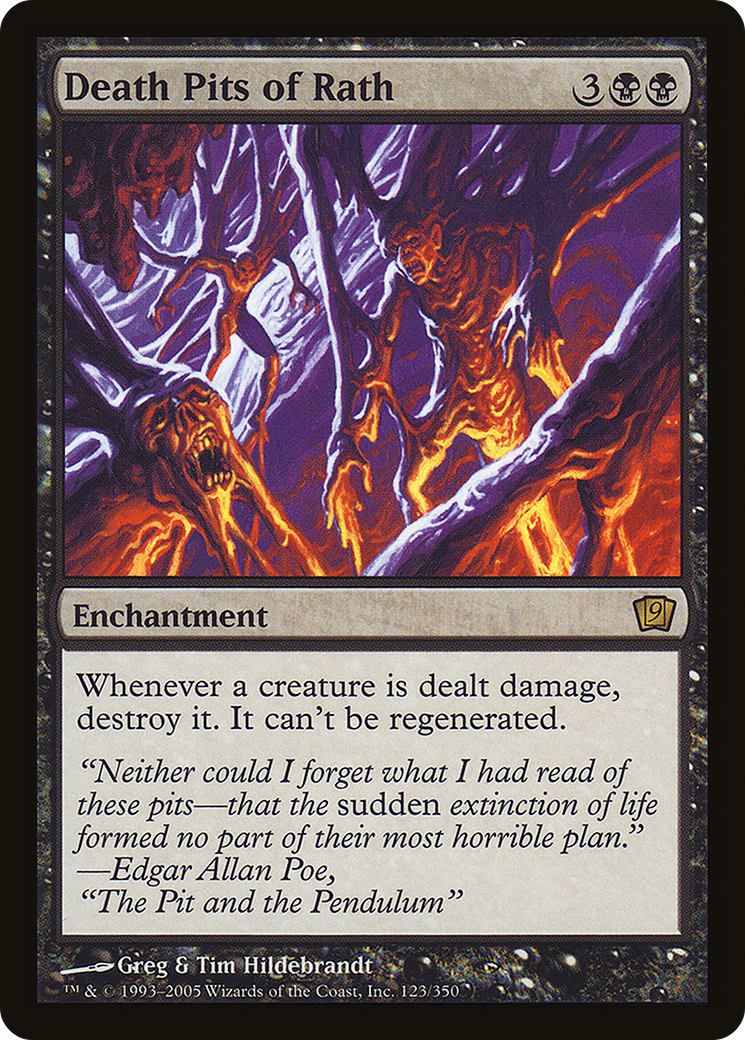 Death Pits of Rath 3
Enchantment 9
Whenever a creature is dealt damage,
destroy it. It can't be regenerated.
“Neither could I forget what I had read of
these pits—that the sudden extinction of life
formed no part of their most horrible plan.”
—Edgar Allan Poe,
“The Pit and the Pendulum”
Greg & Tim Hildebrandt
™ & © 1993–2005 Wizards of the Coast, Inc. 123/350